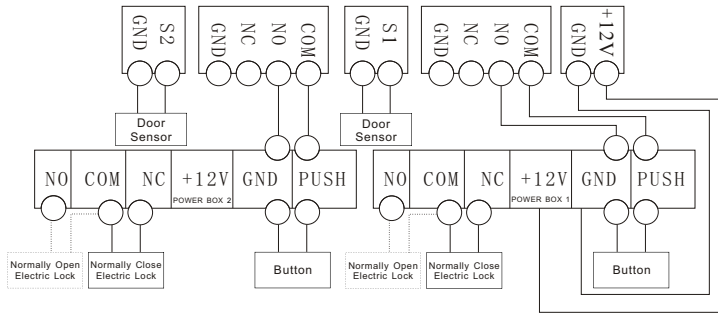 GND S2
GND NC NO COM
GND S1
GND NC NO COM
GND +12V
Door
Sensor
Door
Sensor
NO COM NC +12V GND PUSH
POWER BOX 2
NO COM NC +12V GND PUSH
POWER BOX 1
Normally Open
Electric Lock
Normally Close
Electric Lock
Button
Normally Open
Electric Lock
Normally Close
Electric Lock
Button